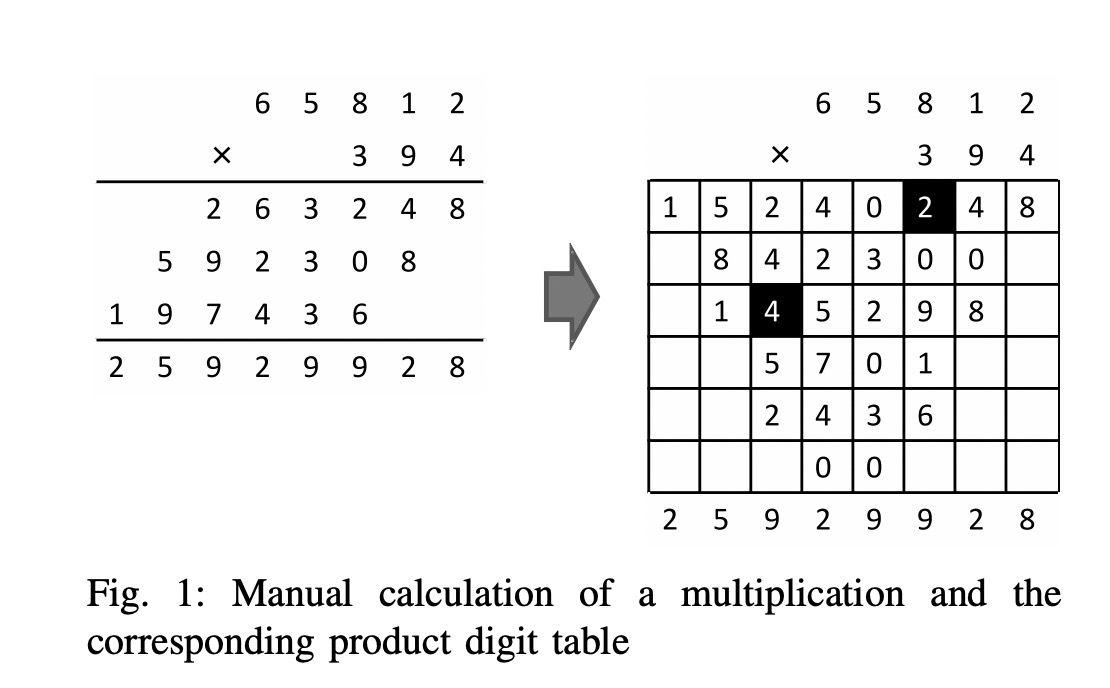 6 5 8 1 2
× 3 9 4
2 6 3 2 4 8
5 9 2 3 0 8
1 9 7 4 3 6
2 5 9 2 9 9 2 8
6 5 8 1 2
× 3 9 4
1 5 2 4 0 2 4 8
8 4 2 3 0 0
1 4 5 2 9 8
5 7 0 1
2 4 3 6
0 0
2 5 9 2 9 9 2 8
Fig. 1: Manual calculation of a multiplication and the
corresponding product digit table